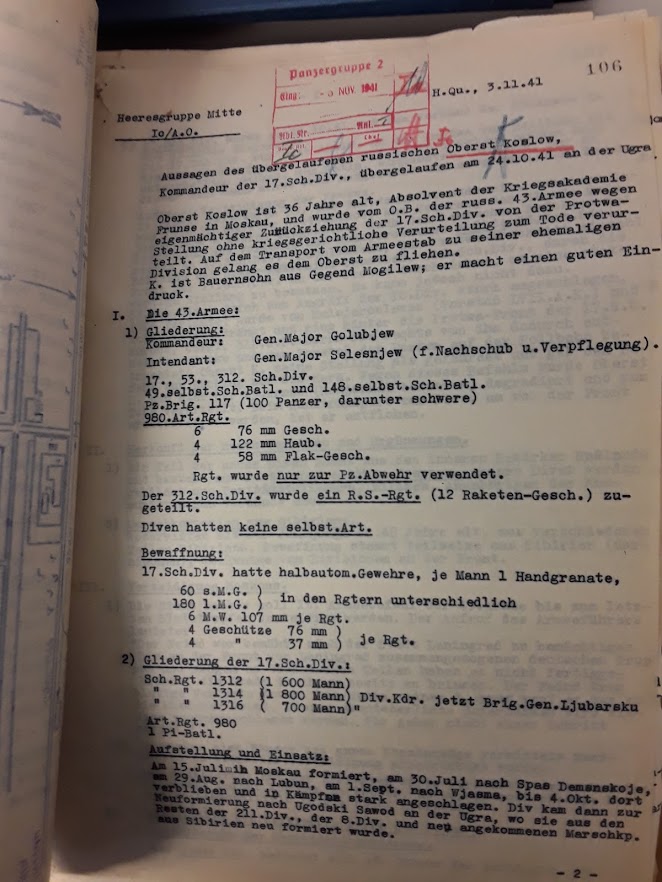 Panzergruppe 2
Eing: - 5 NOV. 1941
Abt. Nr. Anl.
106
H.Qu., 3.11.41
Heeresgruppe Mitte
Ic/A.O.
Aussagen des übergelaufenen russischen Oberst Koslow,
Kommandeur der 17.Sch.Div., übergelaufen am 24.10.41 an der Ugra
Oberst Koslow ist 36 Jahre alt, Absolvent der Kriegsakademie
Frunse in Moskau, und wurde vom O.B. der russ. 43.Armee wegen
eigenmächtiger Zurückziehung der 17.Sch.Div. von der Protwa-
Stellung ohne kriegsgerichtliche Verurteilung zum Tode verur-
teilt. Auf dem Transport vom Armeestab zu seiner ehemaligen
Division gelang es dem Oberst zu fliehen.
K. ist Bauernsohn aus Gegend Mogilew; er macht einen guten Ein-
druck.
I. Die 43.Armee:
1) Gliederung:
Kommandeur: Gen.Major Golubjew
Intendant: Gen.Major Selesnjew (f.Nachschub u.Verpflegung).
17., 53., 312. Sch.Div.
49.selbst.Sch.Batl. und 148.selbst.Sch.Batl.
Pz.Brig. 117 (100 Panzer, darunter schwere)
980.Art.Rgt.
6 76 mm Gesch.
4 122 mm Haub.
4 58 mm Flak-Gesch.
Rgt. wurde nur zur Pz.Abwehr verwendet.
Der 312.Sch.Div. wurde ein R.S.-Rgt. (12 Raketen-Gesch.) zu-
geteilt.
Diven hatten keine selbst.Art.
Bewaffnung:
17.Sch.Div. hatte halbautom.Gewehre, je Mann 1 Handgranate,
60 s.M.G. )
180 l.M.G. ) in den Rgtern unterschiedlich
6 M.W. 107 mm je Rgt.
4 Geschütze 76 mm )
4 " 37 mm ) je Rgt.
2) Gliederung der 17.Sch.Div.:
Sch.Rgt. 1312 (1 600 Mann)
" " 1314 (1 800 Mann) Div.Kdr. jetzt Brig.Gen.Ljubarsku
" " 1316 ( 700 Mann)"
Art.Rgt. 980
1 Pi-Batl.
Aufstellung und Einsatz:
Am 15.Juli in Moskau formiert, am 30.Juli nach Spas Demenskoje,
am 29.Aug. nach Lubun, am 1.Sept. nach Wjasma, bis 4.Okt. dort
verblieben und in Kämpfen stark angeschlagen. Div kam dann zur
Neuformierung nach Ugodski Sawod an der Ugra, wo sie aus den
Resten der 211.Div., der 8.Div. und neu angekommenen Marschkp.
aus Sibirien neu formiert wurde.
- 2 -